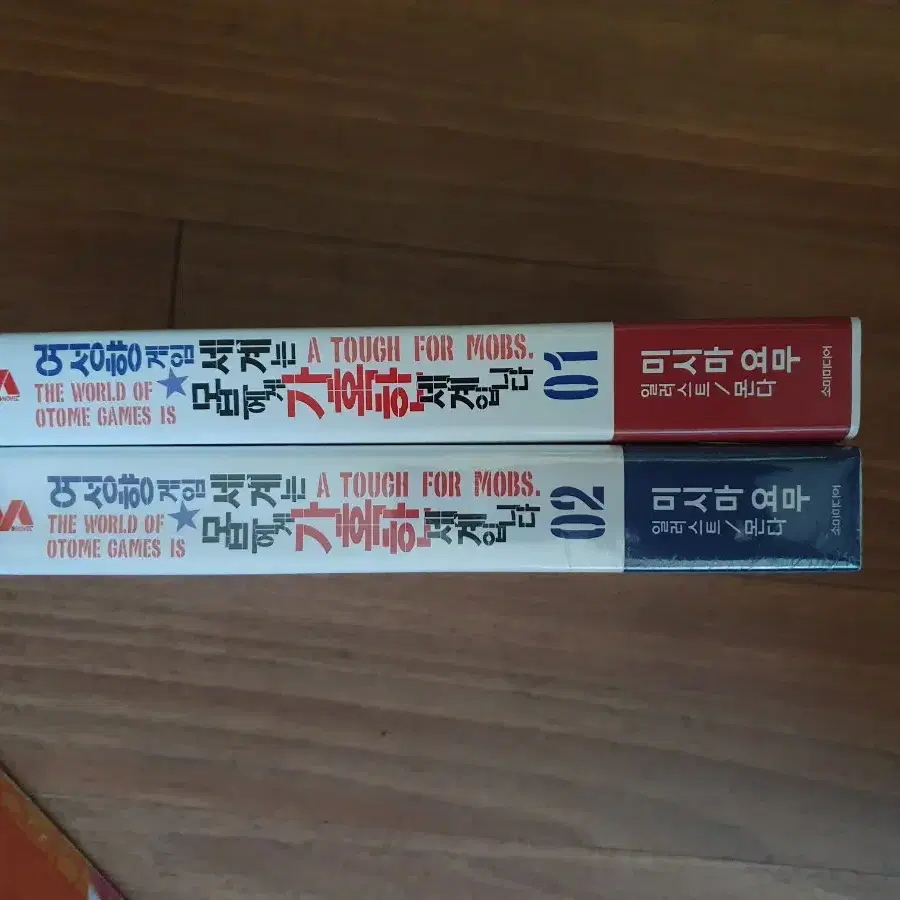 여성향 게임 세계는
A TOUGH FOR MOBS.
THE WORLD OF
OTOME GAMES IS
몹에게 가혹한 세계입니다
01
미시마 요무
일러스트/몬다
소미미디어
여성향 게임 세계는
A TOUGH FOR MOBS.
THE WORLD OF
OTOME GAMES IS
몹에게 가혹한 세계입니다
02
미시마 요무
일러스트/몬다
소미미디어